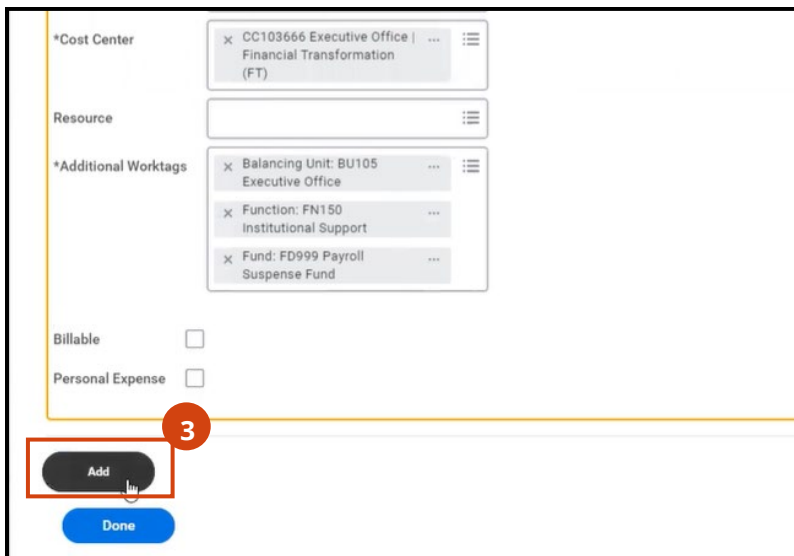 *Cost Center
× CC103666 Executive Office | ...
Financial Transformation
(FT)
Resource
*Additional Worktags
× Balancing Unit: BU105 ...
Executive Office
× Function: FN150 ...
Institutional Support
× Fund: FD999 Payroll ...
Suspense Fund
Billable
Personal Expense
3
Add
Done